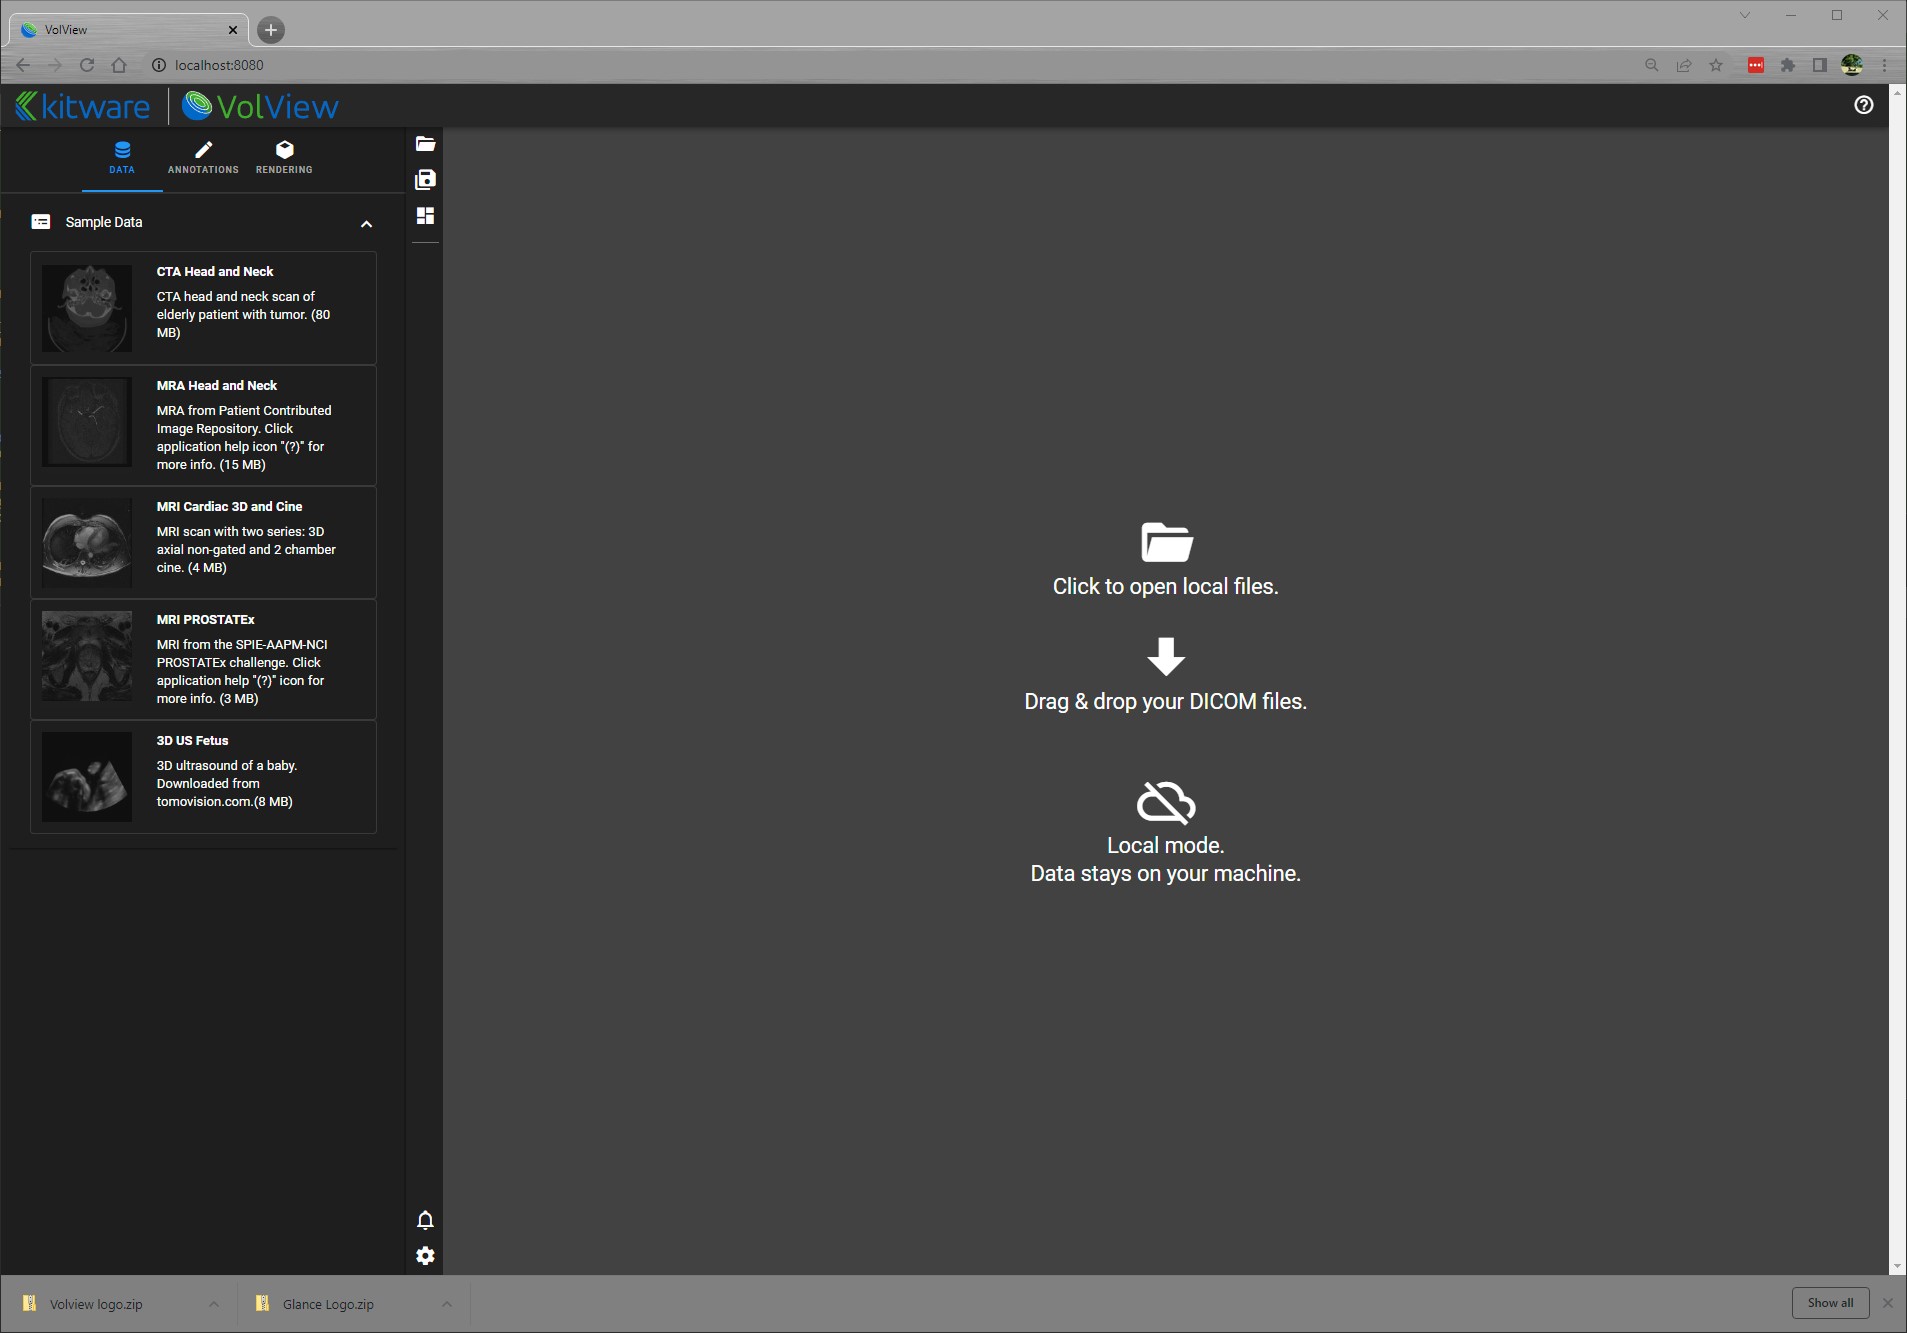 VolView
localhost:8080
kitware
VolView
DATA
ANNOTATIONS
RENDERING
Sample Data
CTA Head and Neck
CTA head and neck scan of
elderly patient with tumor. (80
MB)
MRA Head and Neck
MRA from Patient Contributed
Image Repository. Click
application help icon "(?)" for
more info. (15 MB)
MRI Cardiac 3D and Cine
MRI scan with two series: 3D
axial non-gated and 2 chamber
cine. (4 MB)
MRI PROSTATEx
MRI from the SPIE-AAPM-NCI
PROSTATEx challenge. Click
application help "(?)" icon for
more info. (3 MB)
3D US Fetus
3D ultrasound of a baby.
Downloaded from
tomovision.com.(8 MB)
Click to open local files.
Drag & drop your DICOM files.
Local mode.
Data stays on your machine.
Volview logo.zip
Glance Logo.zip
Show all